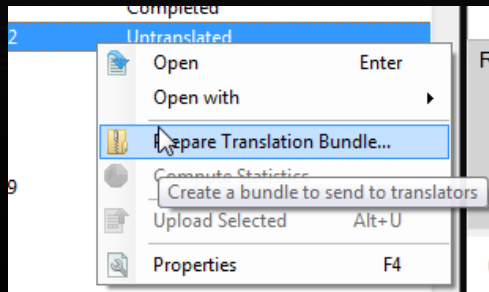 Completed
2 Untranslated
Open Enter
Open with
Prepare Translation Bundle...
Compute Statistics
9
Create a bundle to send to translators
Upload Selected Alt+U
Properties F4